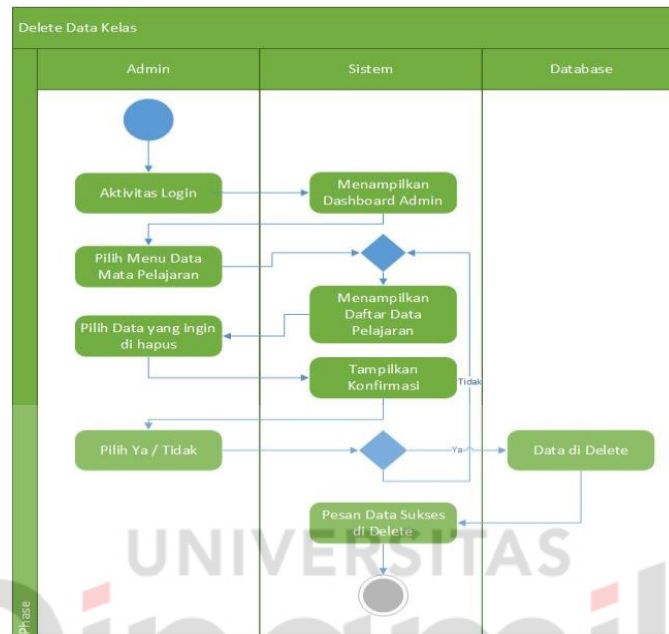 Delete Data Kelas
Admin
Sistem
Database
Aktivitas Login
Menampilkan
Dashboard Admin
Pilih Menu Data
Mata Pelajaran
Menampilkan
Daftar Data
Pelajaran
Pilih Data yang ingin
di hapus
Tampilkan
Konfirmasi
Tidak
Pilih Ya / Tidak
Ya
Data di Delete
Pesan Data Sukses
di Delete
UNIVERSITAS
Phase